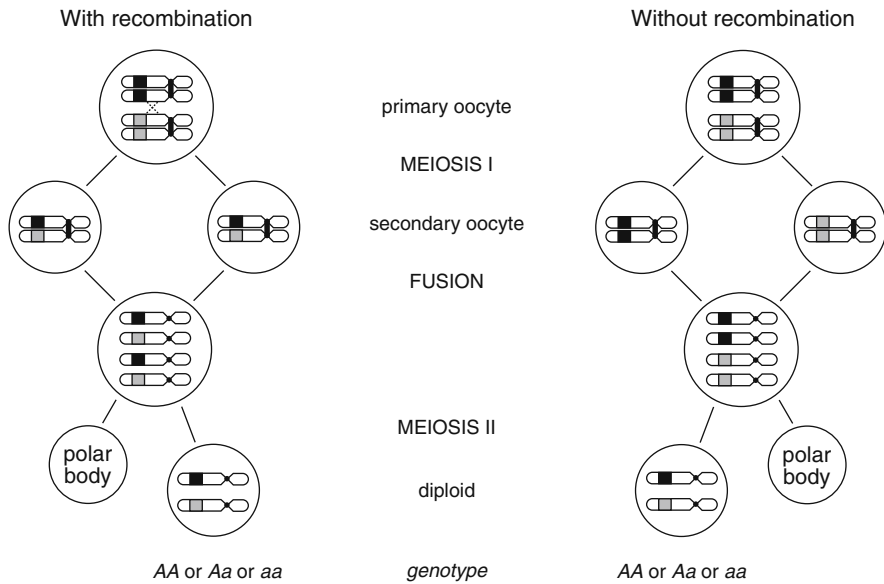 With recombination
Without recombination
primary oocyte
MEIOSIS I
secondary oocyte
FUSION
MEIOSIS II
polar
body
diploid
polar
body
AA or Aa or aa
genotype
AA or Aa or aa